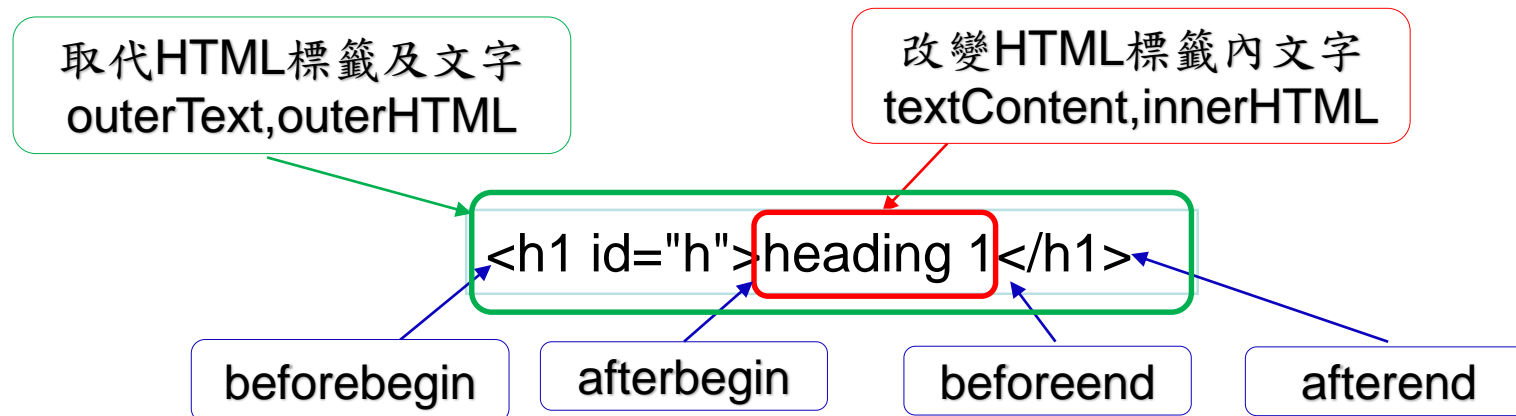 取代HTML標籤及文字
outerText,outerHTML
改變HTML標籤內文字
textContent,innerHTML
<h1 id="h">heading 1</h1>
beforebegin
afterbegin
beforeend
afterend